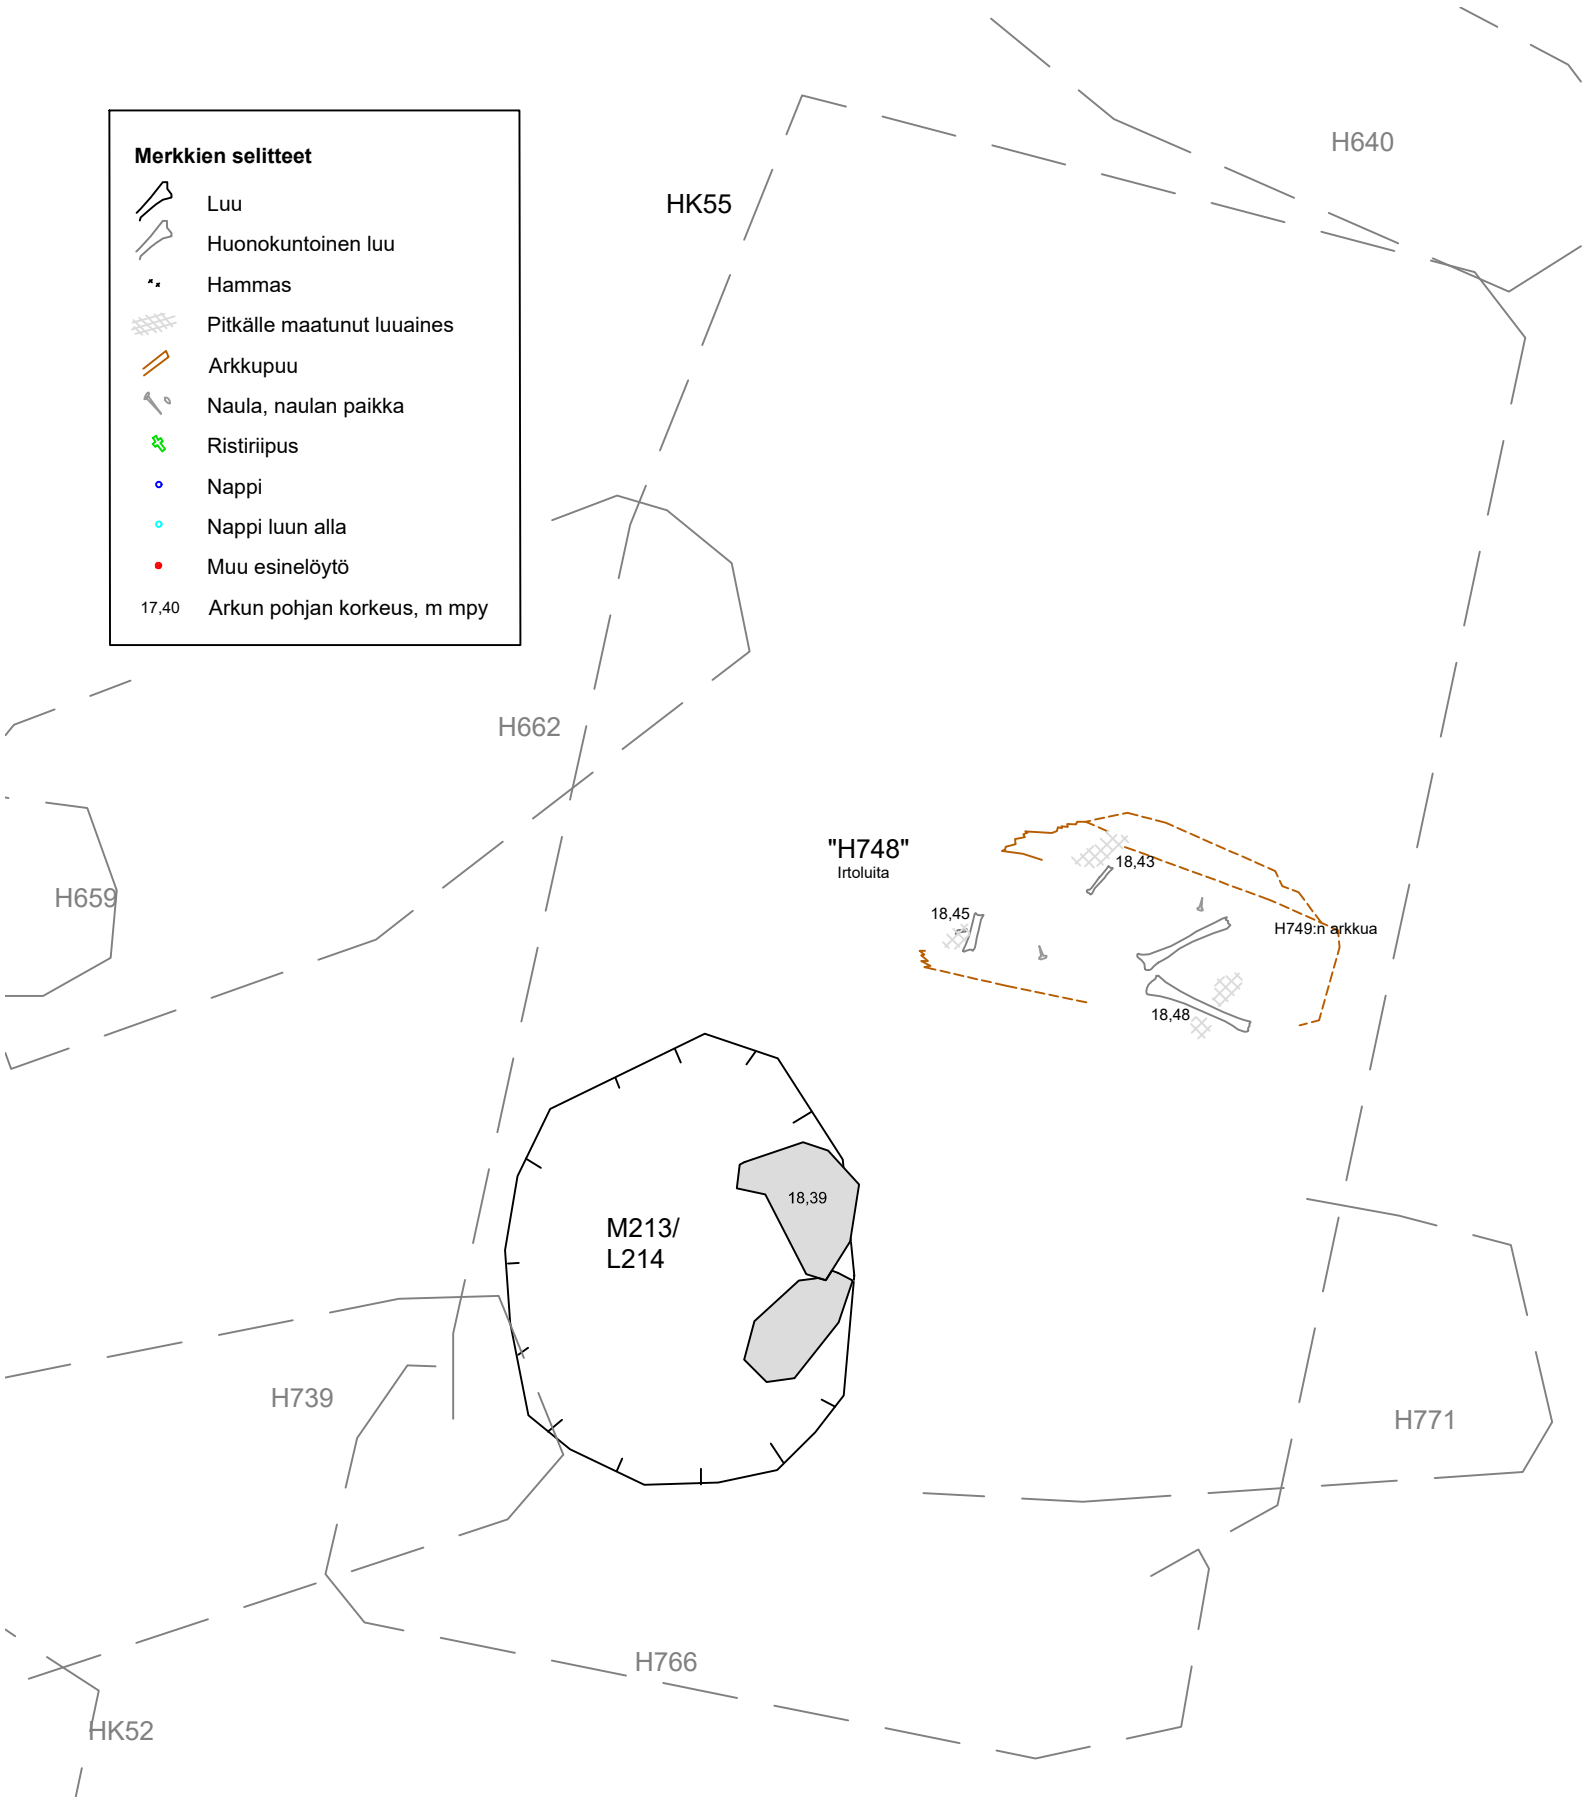 Merkkien selitteet
Luu
Huonokuntoinen luu
Hammas
Pitkälle maatunut luuaines
Arkkupuu
Naula, naulan paikka
Ristiriipus
Nappi
Nappi luun alla
Muu esinelöytö
17,40 Arkun pohjan korkeus, m mpy
H640
HK55
H662
H659
"H748"
Irtoluita
18,43
18,45
H749:n arkkua
18,48
18,39
M213/
L214
H739
H771
H766
HK52